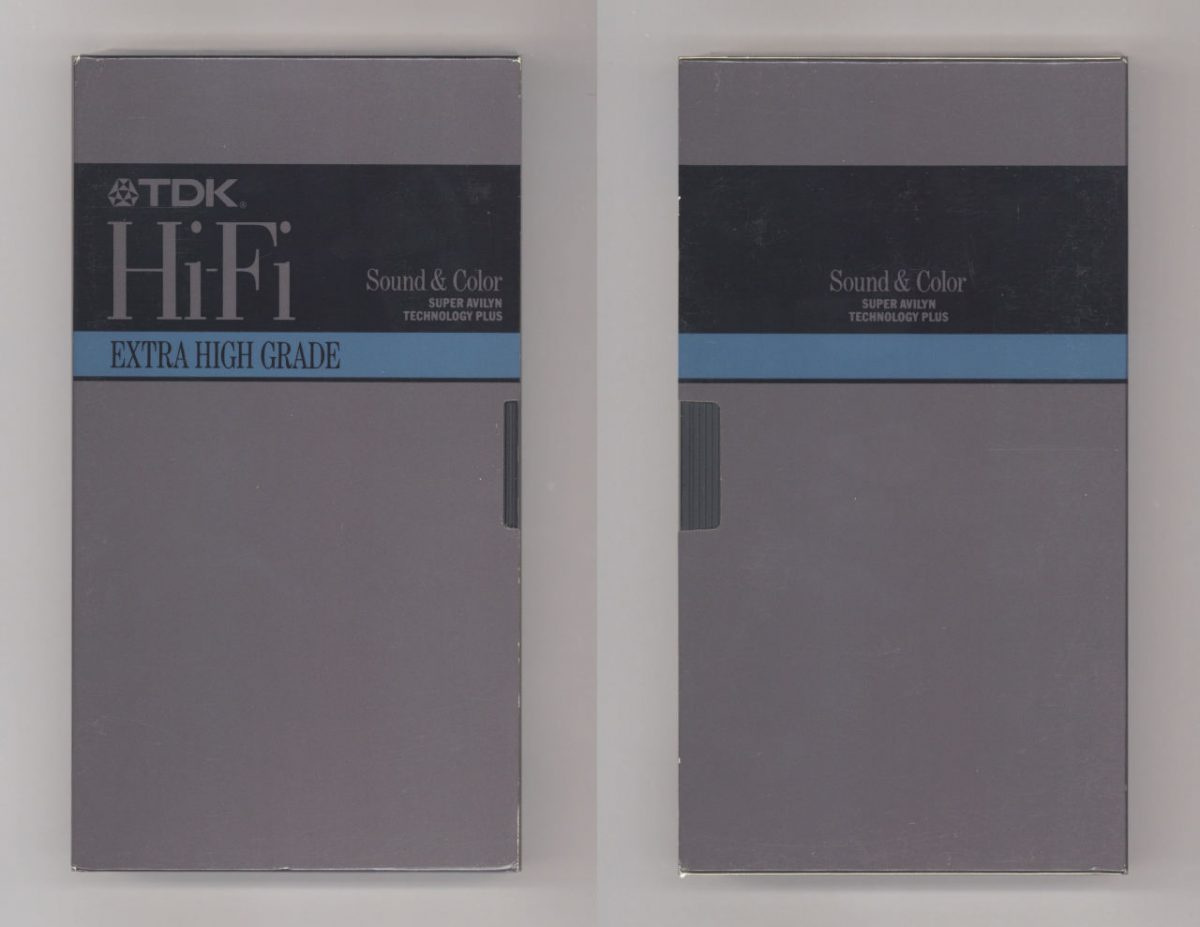 TDK®
Hi-Fi
Sound & Color
SUPER AVILYN
TECHNOLOGY PLUS
EXTRA HIGH GRADE
Sound & Color
SUPER AVILYN
TECHNOLOGY PLUS